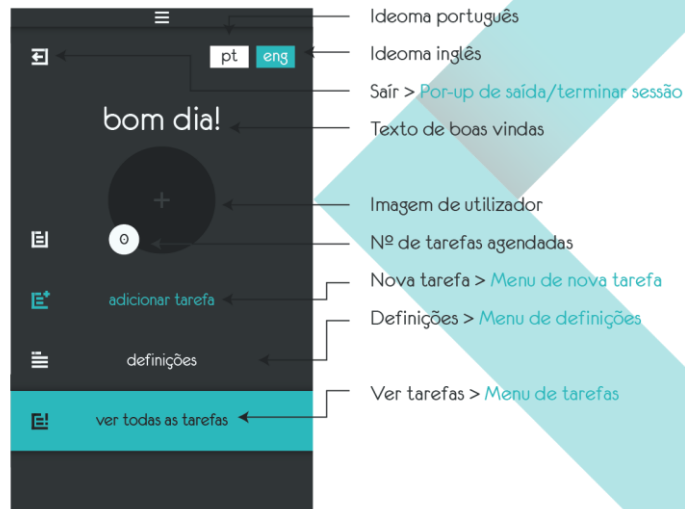 pt
eng
bom dia!
+
0
adicionar tarefa
definições
ver todas as tarefas
Ideoma português
Ideoma inglês
Saír > Por-up de saída/terminar sessão
Texto de boas vindas
Imagem de utilizador
Nº de tarefas agendadas
Nova tarefa > Menu de nova tarefa
Definições > Menu de definições
Ver tarefas > Menu de tarefas